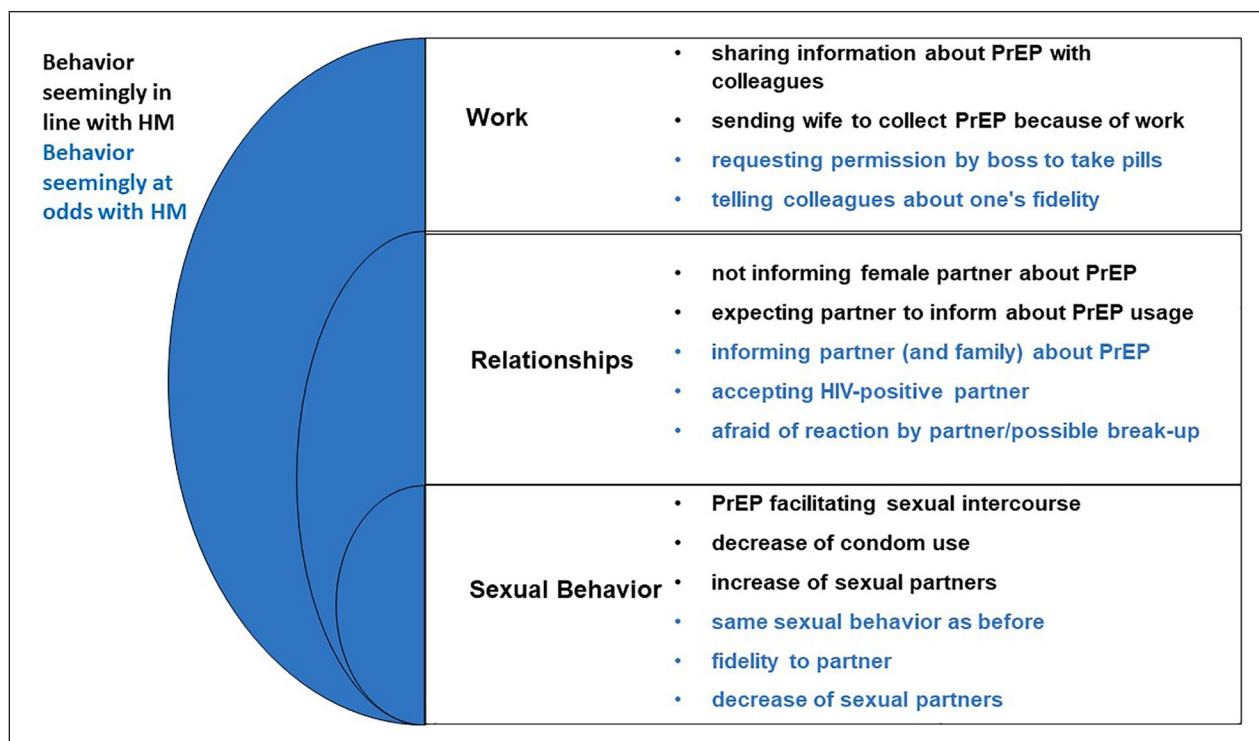 Behavior
seemingly in
line with HM
Behavior
seemingly at
odds with HM
Work
• sharing information about PrEP with
colleagues
• sending wife to collect PrEP because of work
• requesting permission by boss to take pills
• telling colleagues about one's fidelity
Relationships
• not informing female partner about PrEP
• expecting partner to inform about PrEP usage
• informing partner (and family) about PrEP
• accepting HIV-positive partner
• afraid of reaction by partner/possible break-up
Sexual Behavior
• PrEP facilitating sexual intercourse
• decrease of condom use
• increase of sexual partners
• same sexual behavior as before
• fidelity to partner
• decrease of sexual partners